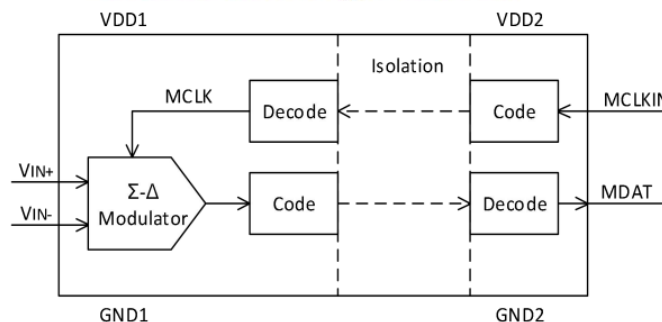 VDD1 VDD2
Isolation
MCLK Decode Code MCLKIN
VIN+
Σ-Δ
Modulator Code Decode MDAT
VIN-
GND1 GND2